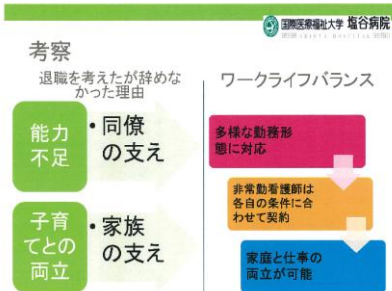 国際医療福祉大学 塩谷病院
考察
退職を考えたが辞めな
かった理由
能力
不足
・同僚
の支え
子育
てとの
両立
・家族
の支え
ワークライフバランス
多様な勤務形
態に対応
非常勤看護師は
各自の条件に合
わせて契約
家庭と仕事の
両立が可能